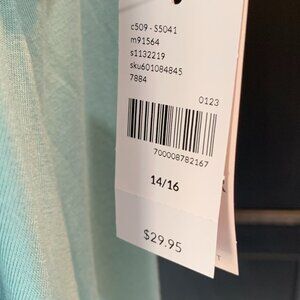 c509 - S5041
m91564
s1132219
sku601084845
7884
0123
700008782167
14/16
$29.95